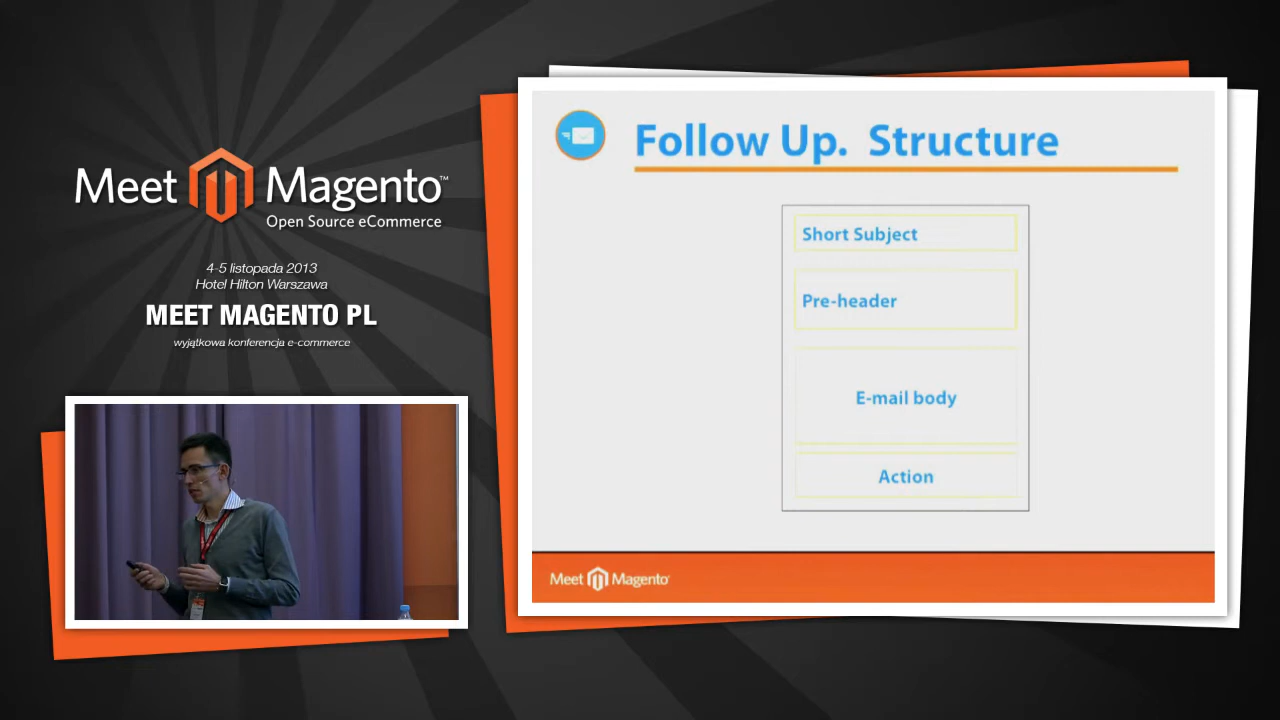 Meet Magento™
Open Source eCommerce
4-5 listopada 2013
Hotel Hilton Warszawa
MEET MAGENTO PL
wyjątkowa konferencja e-commerce
Follow Up. Structure
Short Subject
Pre-header
E-mail body
Action
Meet Magento